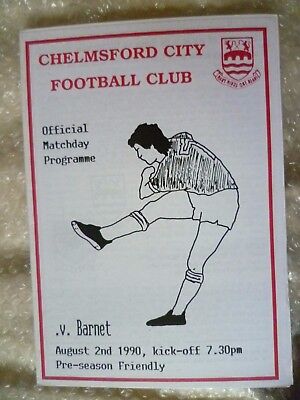 CHELMSFORD CITY
FOOTBALL CLUB
Official
Matchday
Programme
.v. Barnet
August 2nd 1990, kick-off 7.30pm
Pre-season Friendly